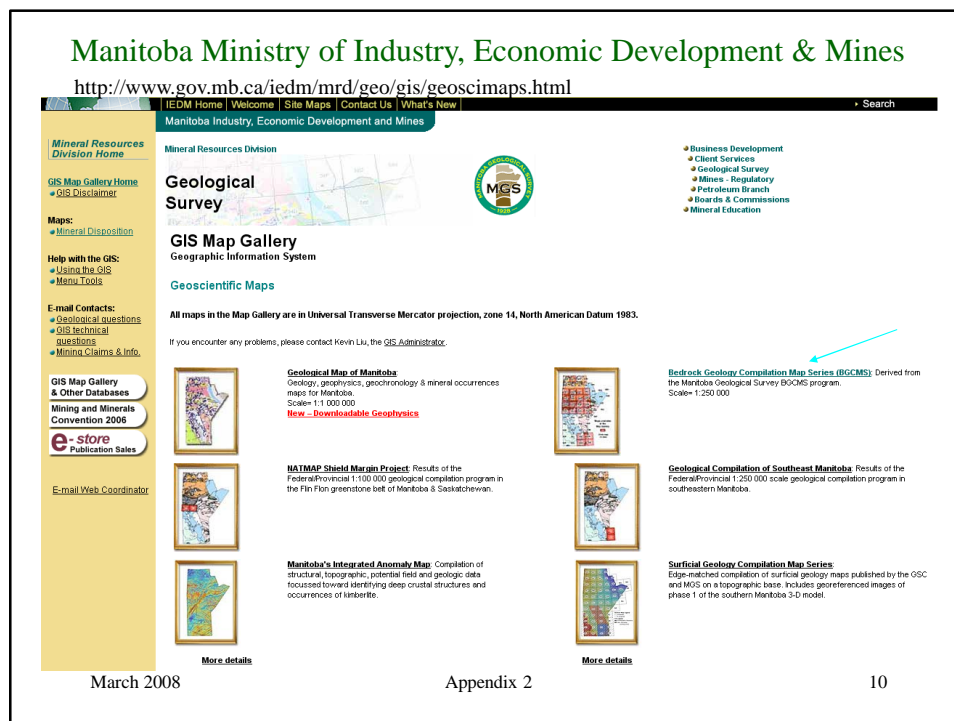 Manitoba Ministry of Industry, Economic Development & Mines
http://www.gov.mb.ca/iedm/mrd/geo/gis/geoscimaps.html
IEDM Home | Welcome | Site Maps | Contact Us | What's New |
Search
Manitoba Industry, Economic Development and Mines
Mineral Resources
Division Home
GIS Map Gallery Home
GIS Disclaimer
Maps:
Mineral Disposition
Help with the GIS:
Using the GIS
Menu Tools
E-mail Contacts:
Geological questions
GIS technical
questions
Mining Claims & Info.
GIS Map Gallery
& Other Databases
Mining and Minerals
Convention 2006
e-store
Publication Sales
E-mail Web Coordinator
Mineral Resources Division
Geological
Survey
MANITOBA GEOLOGICAL SURVEY
MGS
1928
Business Development
Client Services
Geological Survey
Mines - Regulatory
Petroleum Branch
Boards & Commissions
Mineral Education
GIS Map Gallery
Geographic Information System
Geoscientific Maps
All maps in the Map Gallery are in Universal Transverse Mercator projection, zone 14, North American Datum 1983.
If you encounter any problems, please contact Kevin Liu, the GIS Administrator.
Geological Map of Manitoba:
Geology, geophysics, geochronology & mineral occurrences
maps for Manitoba.
Scale= 1:1 000 000
New – Downloadable Geophysics
Bedrock Geology Compilation Map Series (BGCMS): Derived from
the Manitoba Geological Survey BGCMS program.
Scale= 1:250 000
NATMAP Shield Margin Project: Results of the
Federal/Provincial 1:100 000 geological compilation program in
the Flin Flon greenstone belt of Manitoba & Saskatchewan.
Geological Compilation of Southeast Manitoba: Results of the
Federal/Provincial 1:250 000 scale geological compilation program in
southeastern Manitoba.
Manitoba's Integrated Anomaly Map: Compilation of
structural, topographic, potential field and geologic data
focussed toward identifying deep crustal structures and
occurrences of kimberlite.
Surficial Geology Compilation Map Series:
Edge-matched compilation of surficial geology maps published by the GSC
and MGS on a topographic base. Includes georeferenced images of
phase 1 of the southern Manitoba 3-D model.
More details
More details
March 2008
Appendix 2
10